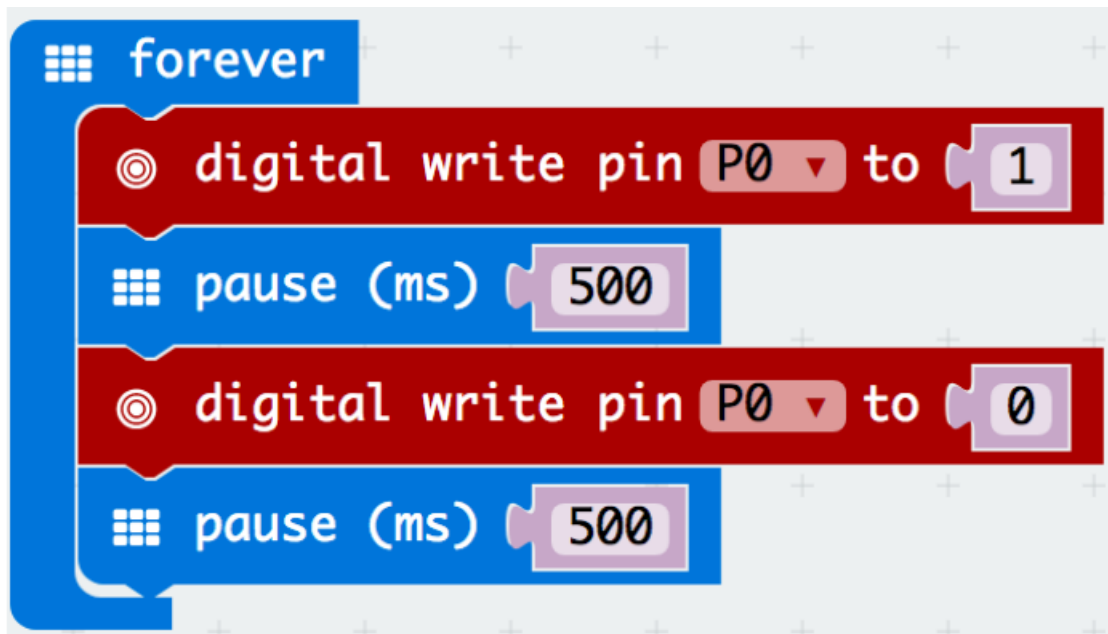 forever
digital write pin P0 ▾ to 1
pause (ms) 500
digital write pin P0 ▾ to 0
pause (ms) 500